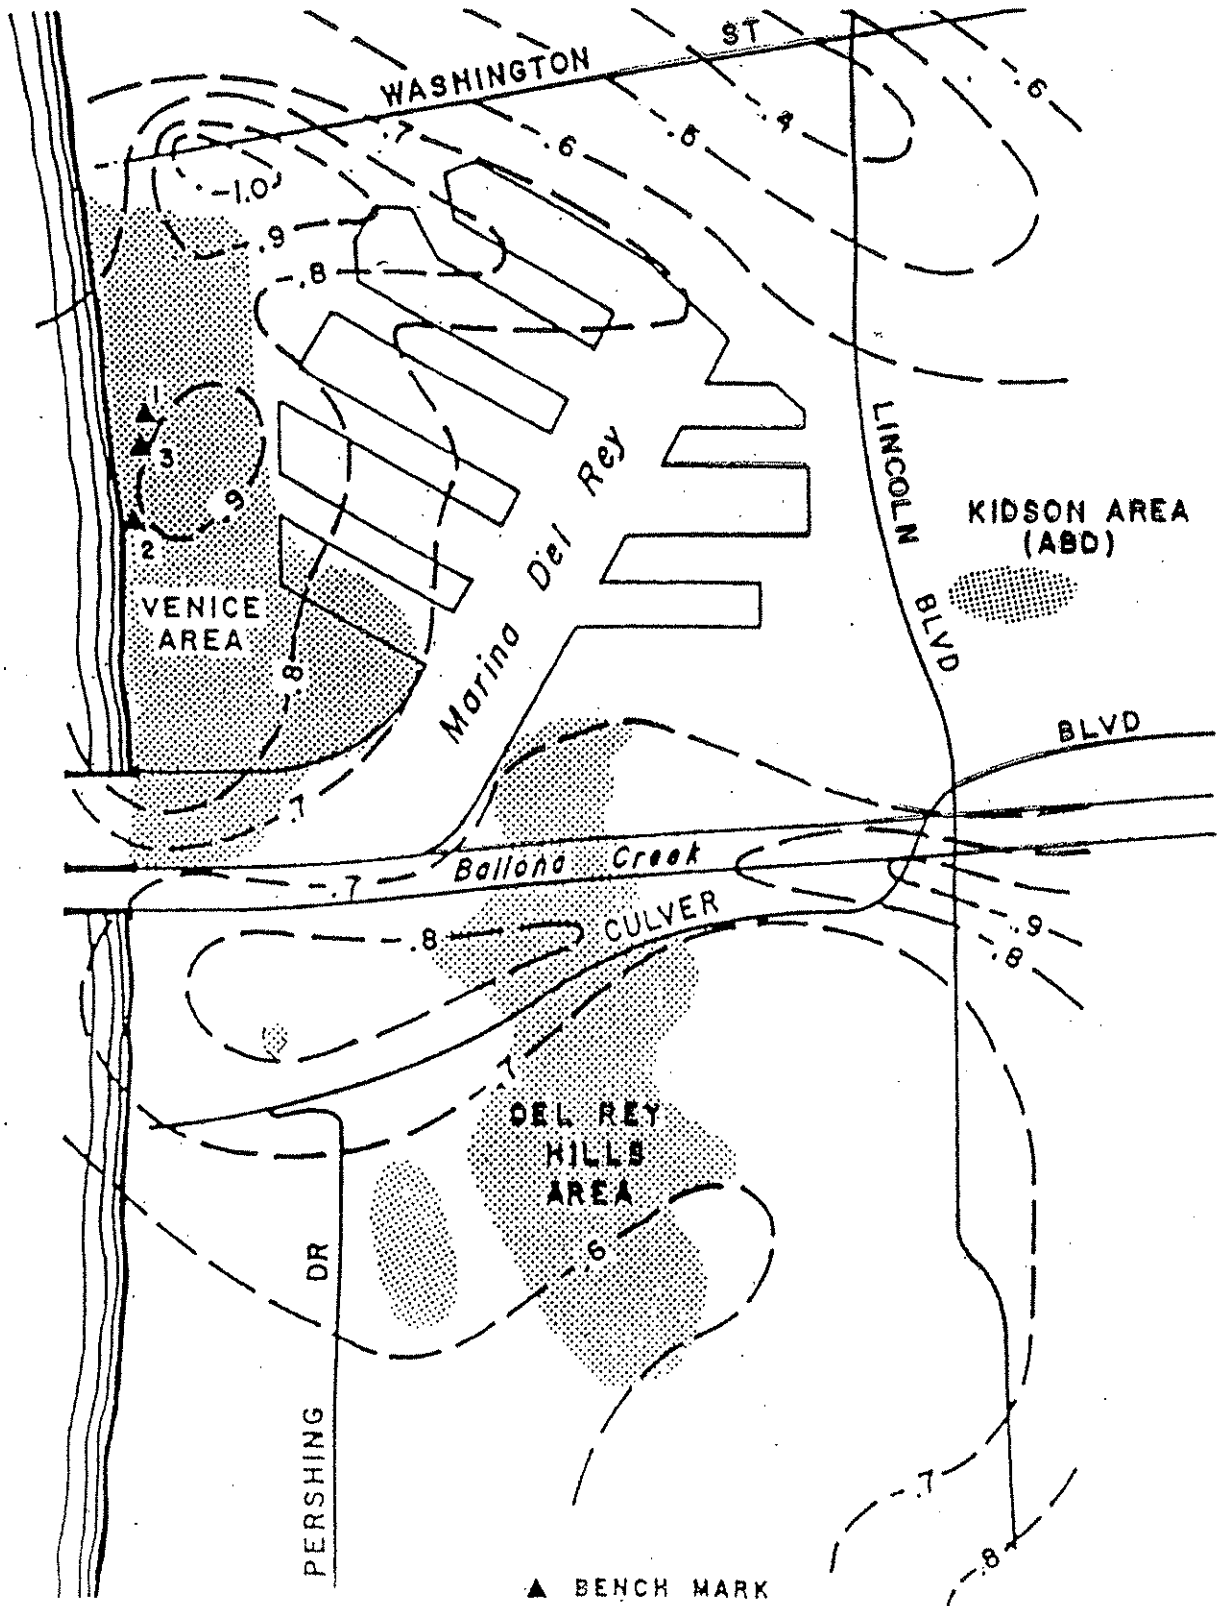 WASHINGTON ST
-.7
-.6
-.5
-.4
-.6
-1.0
-.9
-.8
1
3
2
.9
LINCOLN BLVD
Marina Del Rey
KIDSON AREA
(ABD)
VENICE
AREA
-.8
-.7
BLVD
Ballona Creek
-.7
CULVER
-.8
-.9
-.8
-.7
DEL REY
HILLS
AREA
-.6
PERSHING DR
-.7
-.8
▲ BENCH MARK